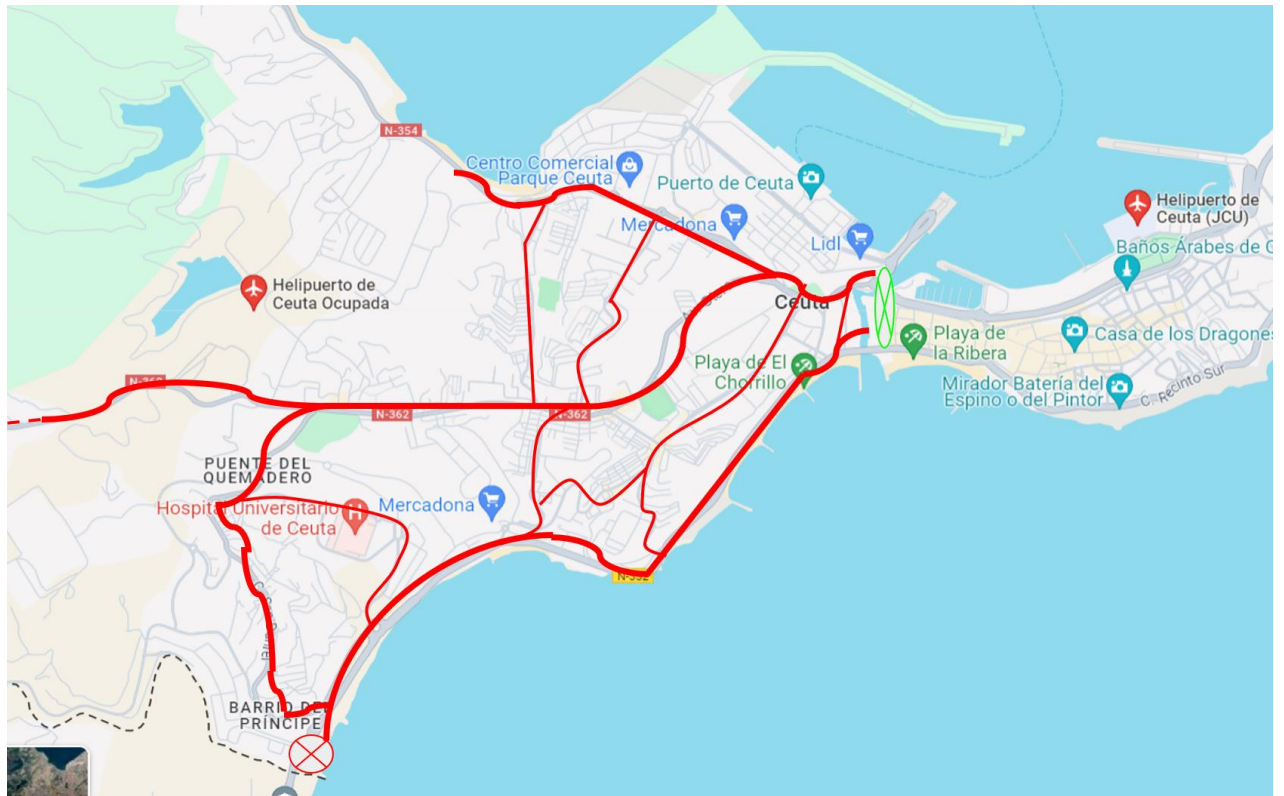 N-354
Centro Comercial
Parque Ceuta
Puerto de Ceuta
Helipuerto de
Ceuta (JCU)
Mercadona
Lidl
Baños Árabes de C
Helipuerto de
Ceuta Ocupada
Ceuta
Playa de
la Ribera
Casa de los Dragones
Playa de El
Chorrillo
Mirador Batería del
Espino o del Pintor
C. Recinto Sur
N-362
N-362
PUENTE DEL
QUEMADERO
Hospital Universitario
de Ceuta
H
Mercadona
N-352
BARRIO DEL
PRÍNCIPE